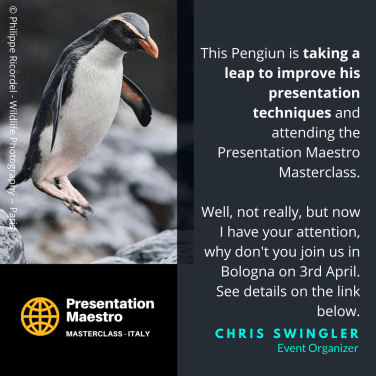 © Philippe Ricordel - Wildlife Photography – Paris
This Pengiun is taking a
leap to improve his
presentation
techniques and
attending the
Presentation Maestro
Masterclass.
Well, not really, but now
I have your attention,
why don't you join us in
Bologna on 3rd April.
See details on the link
below.
CHRIS SWINGLER
Event Organizer
Presentation
Maestro
MASTERCLASS - ITALY